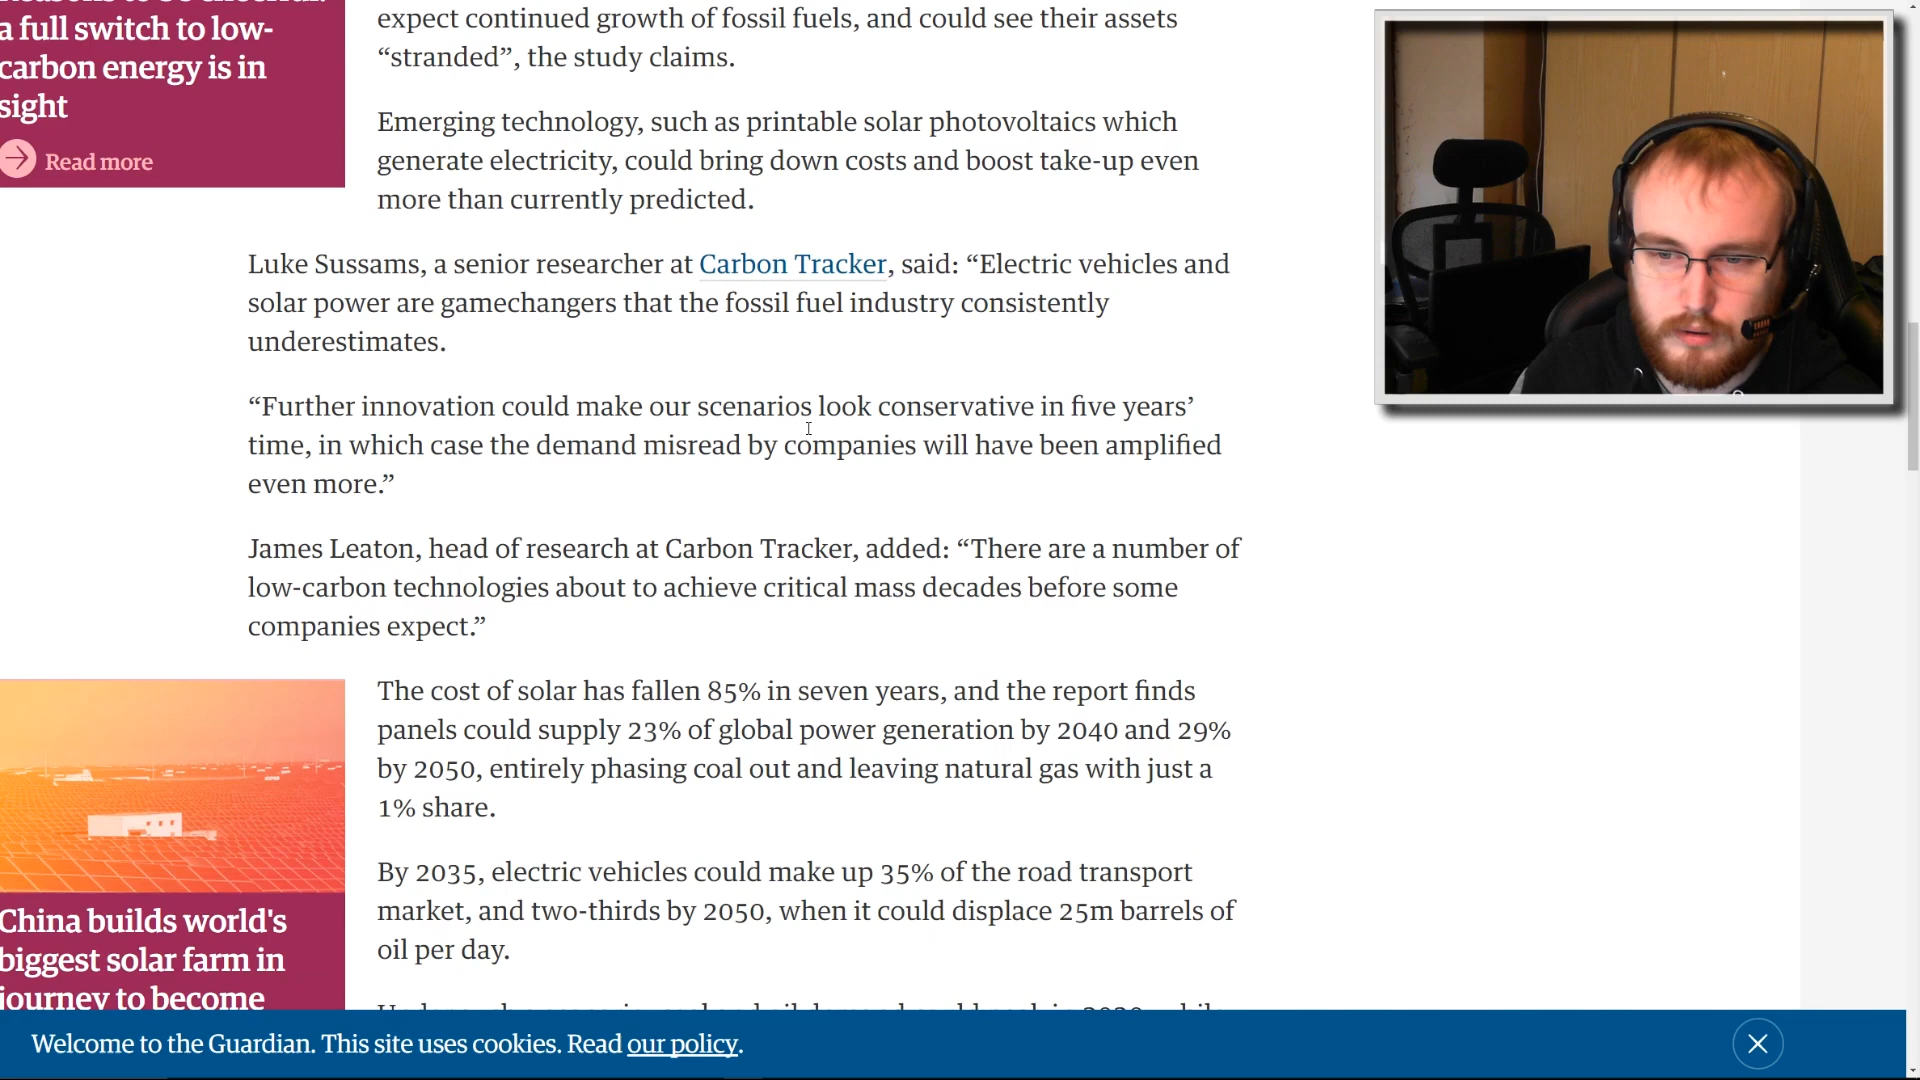 a full switch to low-
carbon energy is in
sight
Read more
expect continued growth of fossil fuels, and could see their assets
“stranded”, the study claims.
Emerging technology, such as printable solar photovoltaics which
generate electricity, could bring down costs and boost take-up even
more than currently predicted.
Luke Sussams, a senior researcher at Carbon Tracker, said: “Electric vehicles and
solar power are gamechangers that the fossil fuel industry consistently
underestimates.
“Further innovation could make our scenarios look conservative in five years’
time, in which case the demand misread by companies will have been amplified
even more.”
James Leaton, head of research at Carbon Tracker, added: “There are a number of
low-carbon technologies about to achieve critical mass decades before some
companies expect.”
The cost of solar has fallen 85% in seven years, and the report finds
panels could supply 23% of global power generation by 2040 and 29%
by 2050, entirely phasing coal out and leaving natural gas with just a
1% share.
By 2035, electric vehicles could make up 35% of the road transport
market, and two-thirds by 2050, when it could displace 25m barrels of
oil per day.
China builds world's
biggest solar farm in
journey to become
Welcome to the Guardian. This site uses cookies. Read our policy.